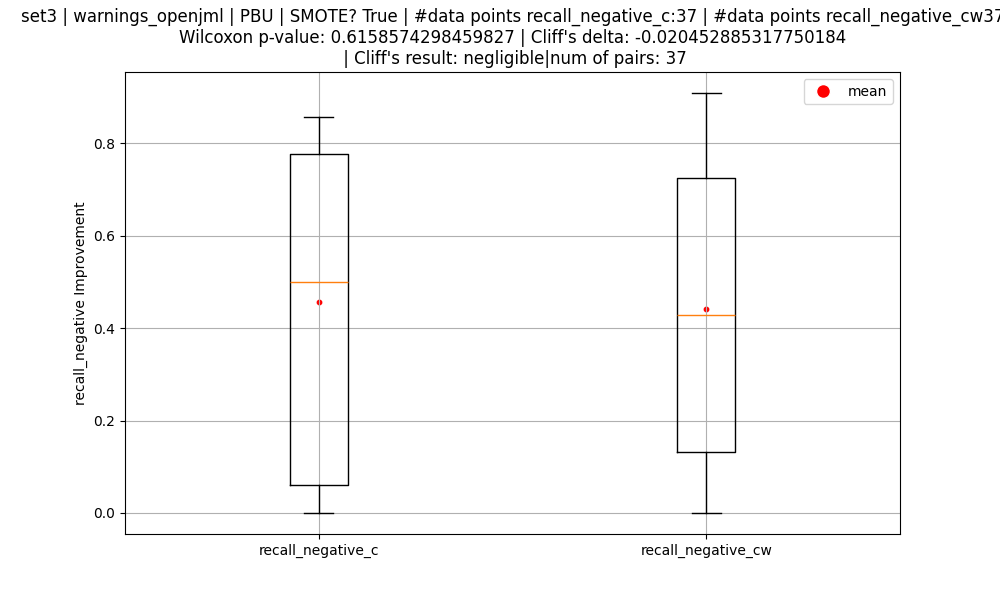 set3 | warnings_openjml | PBU | SMOTE? True | #data points recall_negative_c:37 | #data points recall_negative_cw37
Wilcoxon p-value: 0.6158574298459827 | Cliff's delta: -0.020452885317750184
| Cliff's result: negligible|num of pairs: 37
mean
0.8
0.6
0.4
0.2
0.0
recall_negative Improvement
recall_negative_c
recall_negative_cw